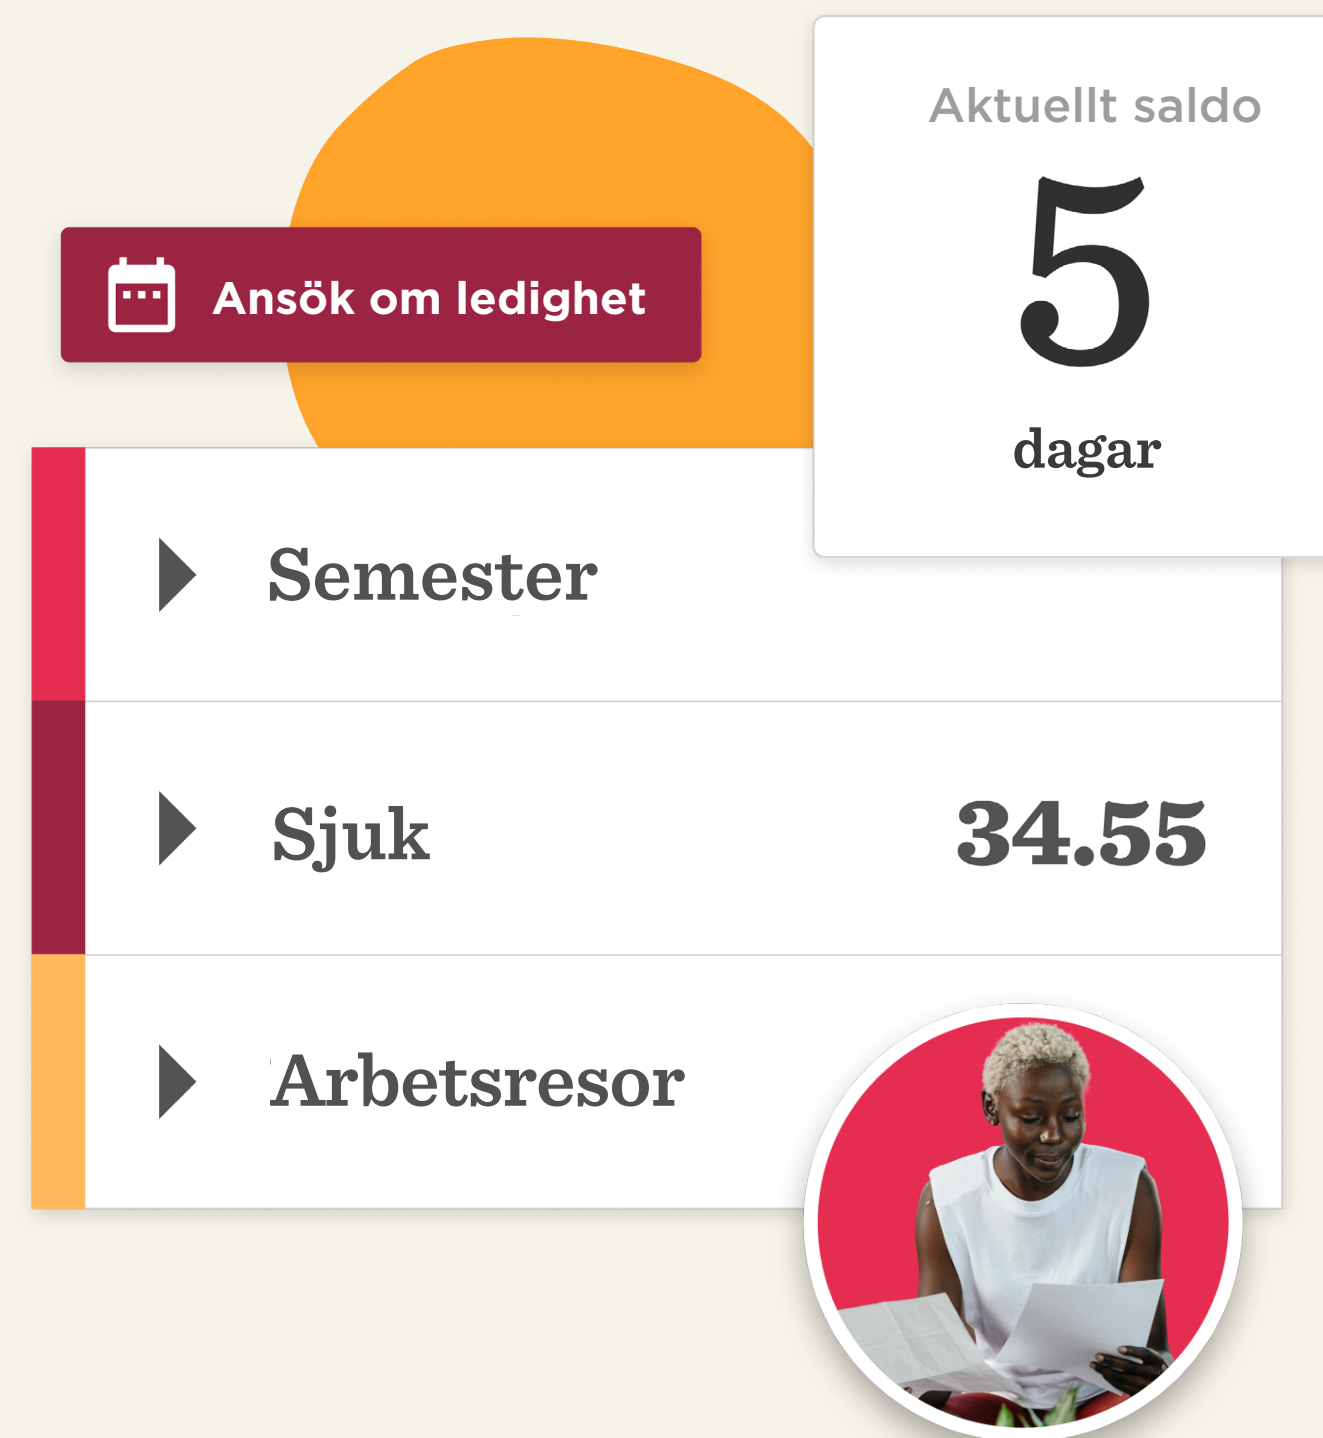 Aktuellt saldo
5
dagar
Ansök om ledighet
Semester
Sjuk
34.55
Arbetsresor